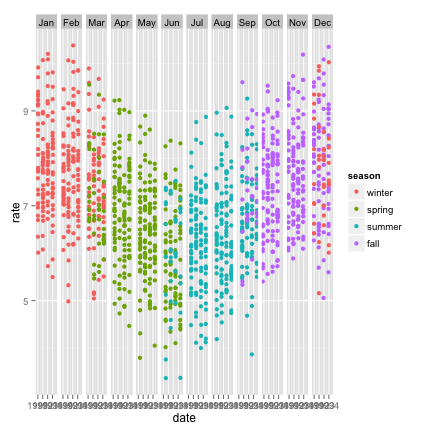 Jan Feb Mar Apr May Jun Jul Aug Sep Oct Nov Dec
9
7
5
rate
date
season
winter
spring
summer
fall